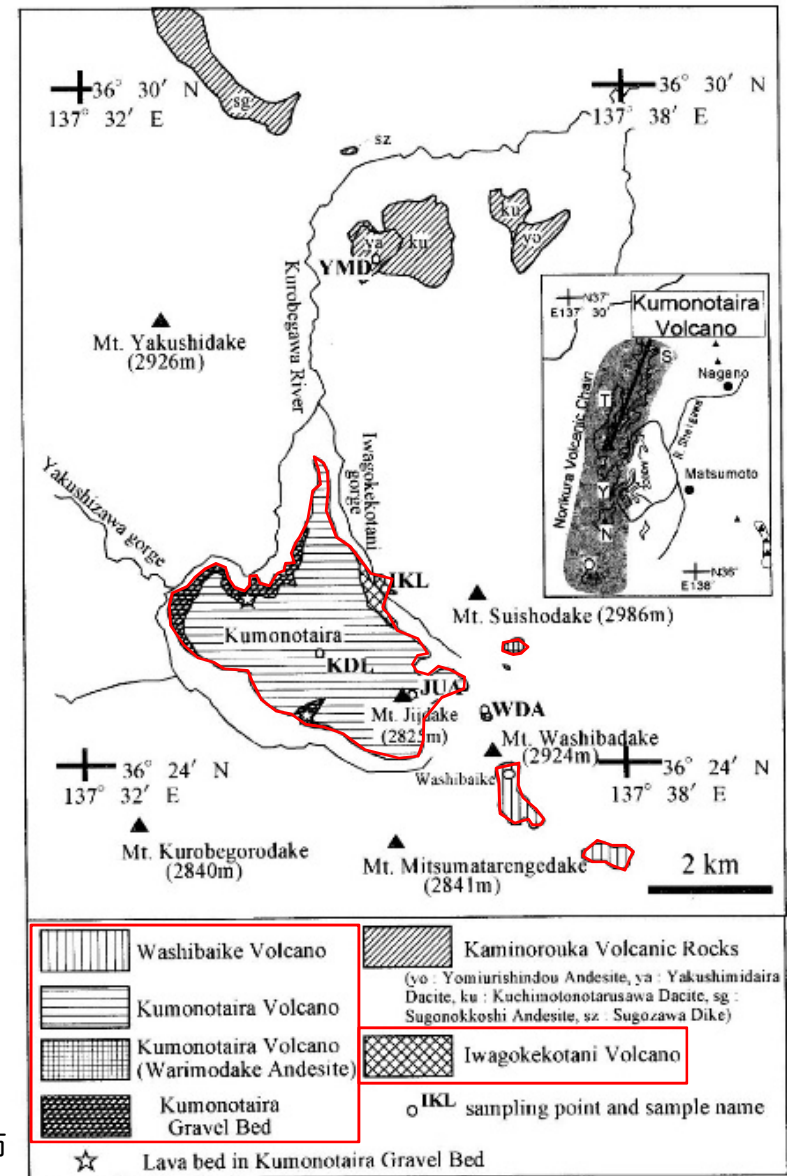 36° 30′ N
137° 32′ E
36° 30′ N
137° 38′ E
sg
sz
ku
yo
ya
ku
YMD
Kurobegawa River
Mt. Yakushidake
(2926m)
N37°
E137° 30′
Kumonotaira
Volcano
S
Nagano
T
Norikura Volcanic Chain
Matsumoto
Y
N
O
N36°
E138°
Iwagokekotani
gorge
Yakushizawa gorge
IKL
Mt. Suishodake (2986m)
Kumonotaira
KDL
JUA
WDA
Mt. Jijdake
(2825m)
Mt. Washibadake
(2924m)
Washibaike
36° 24′ N
137° 32′ E
36° 24′ N
137° 38′ E
Mt. Kurobegorodake
(2840m)
Mt. Mitsumatarengedake
(2841m)
2 km
Washibaike Volcano
Kumonotaira Volcano
Kumonotaira Volcano
(Warimodake Andesite)
Kumonotaira
Gravel Bed
Lava bed in Kumonotaira Gravel Bed
Kaminorouka Volcanic Rocks
(yo : Yomiurishindou Andesite, ya : Yakushimidaira
Dacite, ku : Kuchimotonotarusawa Dacite, sg :
Sugonokkoshi Andesite, sz : Sugozawa Dike)
Iwagokekotani Volcano
IKL sampling point and sample name